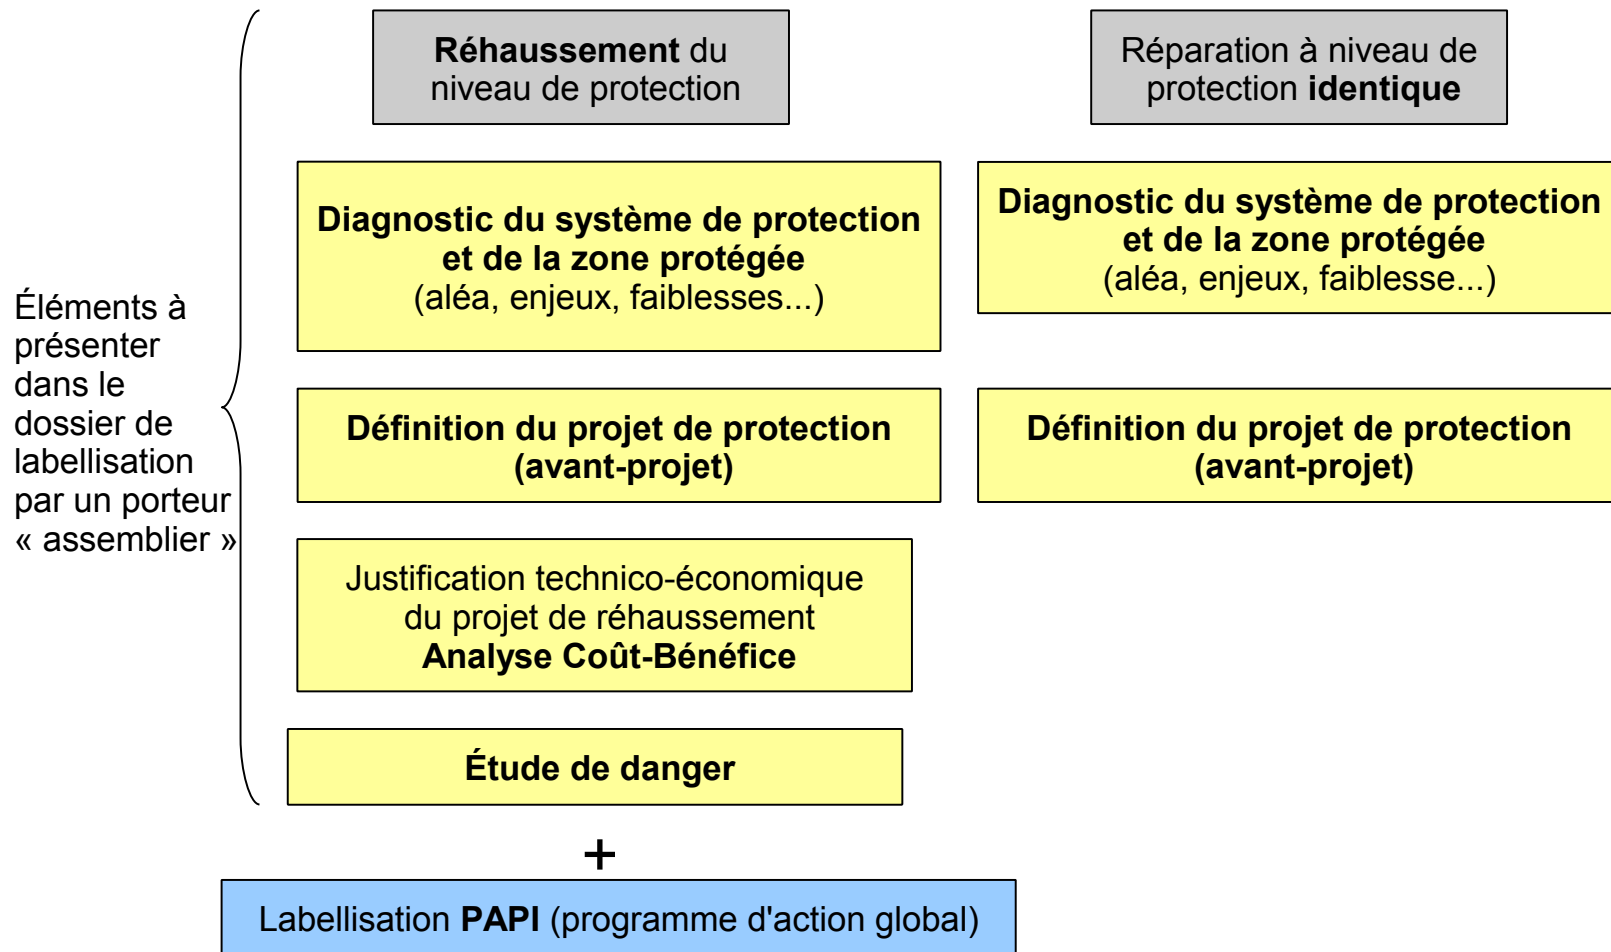 Réhaussement du
niveau de protection
Réparation à niveau de
protection identique
Éléments à
présenter
dans le
dossier de
labellisation
par un porteur
« assemblier »
Diagnostic du système de protection
et de la zone protégée
(aléa, enjeux, faiblesses...)
Diagnostic du système de protection
et de la zone protégée
(aléa, enjeux, faiblesse...)
Définition du projet de protection
(avant-projet)
Définition du projet de protection
(avant-projet)
Justification technico-économique
du projet de réhaussement
Analyse Coût-Bénéfice
Étude de danger
+
Labellisation PAPI (programme d'action global)